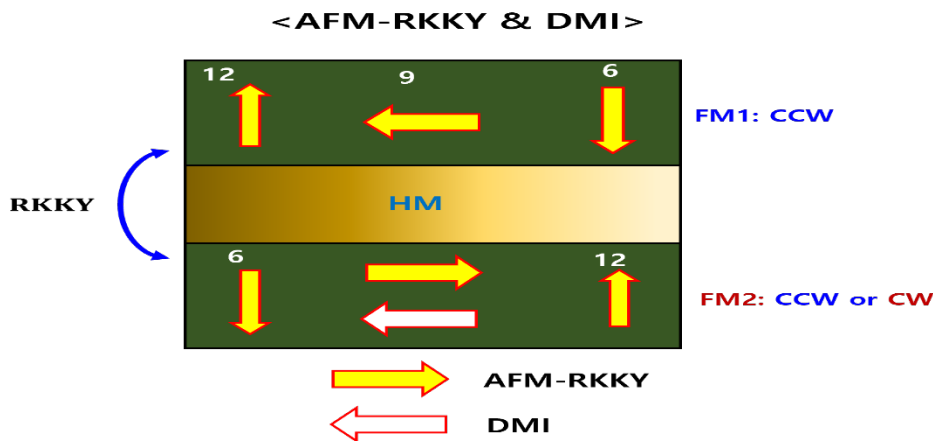 <AFM-RKKY & DMI>
12 9 6
FM1: CCW
RKKY
HM
6 12
FM2: CCW or CW
AFM-RKKY
DMI